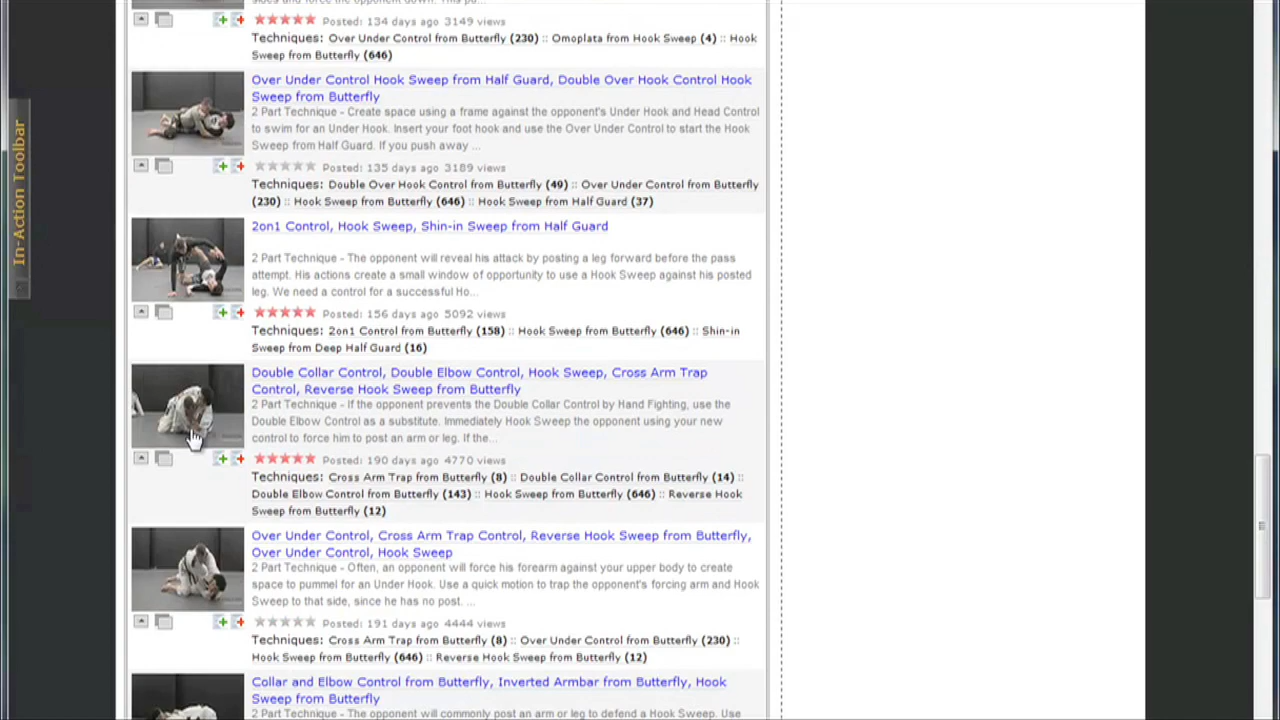 sides and force the opponent down. This pu...
Posted: 134 days ago 3149 views
Techniques: Over Under Control from Butterfly (230) :: Omoplata from Hook Sweep (4) :: Hook
Sweep from Butterfly (646)
Over Under Control Hook Sweep from Half Guard, Double Over Hook Control Hook
Sweep from Butterfly
2 Part Technique - Create space using a frame against the opponent's Under Hook and Head Control
to swim for an Under Hook. Insert your foot hook and use the Over Under Control to start the Hook
Sweep from Half Guard. If you push away ...
Posted: 135 days ago 3189 views
Techniques: Double Over Hook Control from Butterfly (49) :: Over Under Control from Butterfly
(230) :: Hook Sweep from Butterfly (646) :: Hook Sweep from Half Guard (37)
In-Action Toolbar
2on1 Control, Hook Sweep, Shin-in Sweep from Half Guard
2 Part Technique - The opponent will reveal his attack by posting a leg forward before the pass
attempt. His actions create a small window of opportunity to use a Hook Sweep against his posted
leg. We need a control for a successful Ho...
Posted: 156 days ago 5092 views
Techniques: 2on1 Control from Butterfly (158) :: Hook Sweep from Butterfly (646) :: Shin-in
Sweep from Deep Half Guard (16)
Double Collar Control, Double Elbow Control, Hook Sweep, Cross Arm Trap
Control, Reverse Hook Sweep from Butterfly
2 Part Technique - If the opponent prevents the Double Collar Control by Hand Fighting, use the
Double Elbow Control as a substitute. Immediately Hook Sweep the opponent using your new
control to force him to post an arm or leg. If the...
Posted: 190 days ago 4770 views
Techniques: Cross Arm Trap from Butterfly (8) :: Double Collar Control from Butterfly (14) ::
Double Elbow Control from Butterfly (143) :: Hook Sweep from Butterfly (646) :: Reverse Hook
Sweep from Butterfly (12)
Over Under Control, Cross Arm Trap Control, Reverse Hook Sweep from Butterfly,
Over Under Control, Hook Sweep
2 Part Technique - Often, an opponent will force his forearm against your upper body to create
space to pummel for an Under Hook. Use a quick motion to trap the opponent's forcing arm and Hook
Sweep to that side, since he has no post. ...
Posted: 191 days ago 4444 views
Techniques: Cross Arm Trap from Butterfly (8) :: Over Under Control from Butterfly (230) ::
Hook Sweep from Butterfly (646) :: Reverse Hook Sweep from Butterfly (12)
Collar and Elbow Control from Butterfly, Inverted Armbar from Butterfly, Hook
Sweep from Butterfly
2 Part Technique - The opponent will commonly post an arm or leg to defend a Hook Sweep. Use